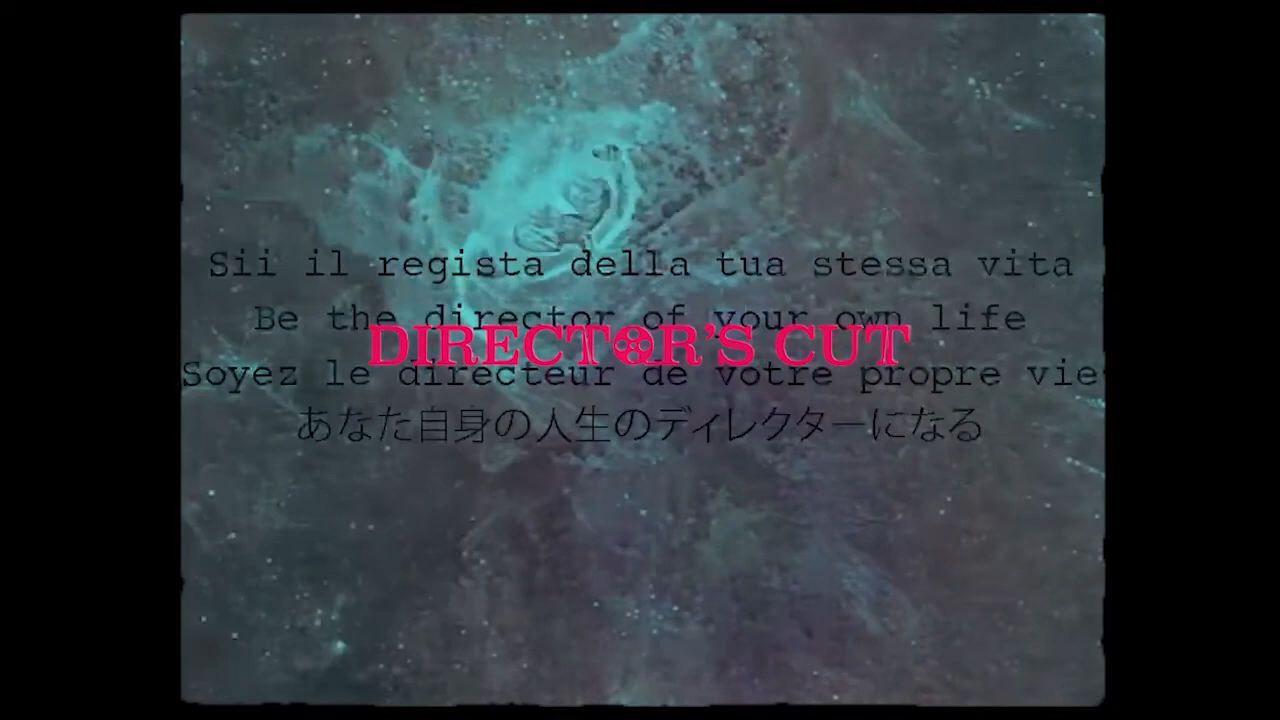 Sii il regista della tua stessa vita
Be the director of your own life
DIRECTOR'S CUT
Soyez le directeur de votre propre vie
あなた自身の人生のディレクターになる